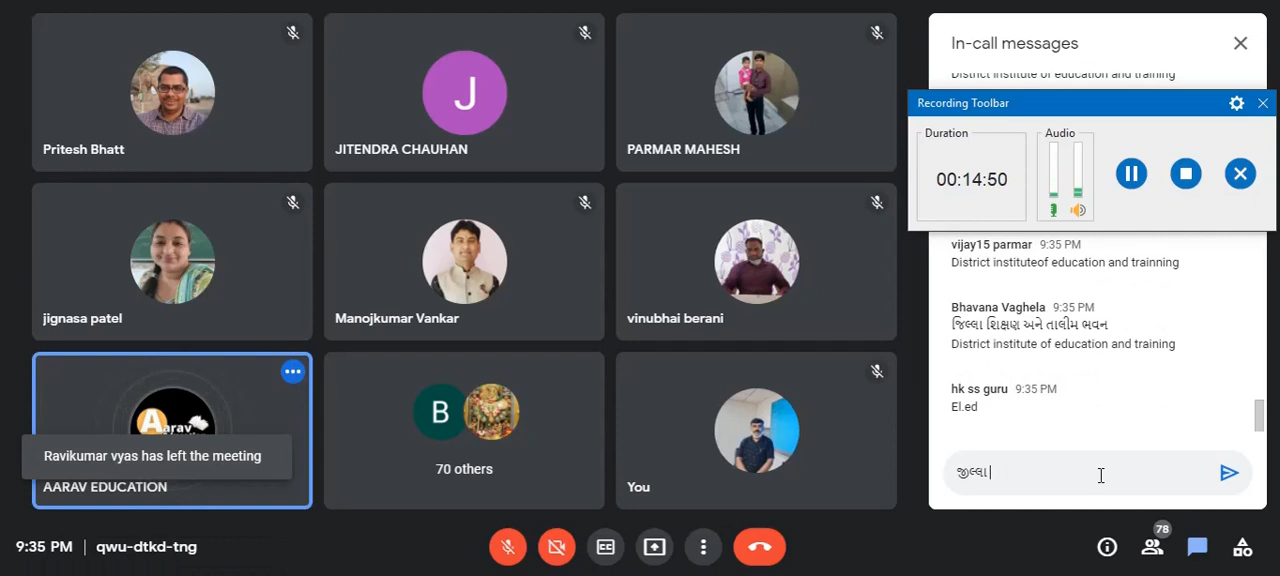 Pritesh Bhatt
J
JITENDRA CHAUHAN
PARMAR MAHESH
jignasa patel
Manojkumar Vankar
vinubhai berani
Aarav
Ravikumar vyas has left the meeting
AARAV EDUCATION
B
70 others
You
9:35 PM | qwu-dtkd-tng
CC
78
In-call messages
District institute of education and training
Recording Toolbar
Duration
00:14:50
Audio
vijay15 parmar 9:35 PM
District instituteof education and trainning
Bhavana Vaghela 9:35 PM
જિલ્લા શિક્ષણ અને તાલીમ ભવન
District institute of education and training
hk ss guru 9:35 PM
El.ed
જીલ્લા